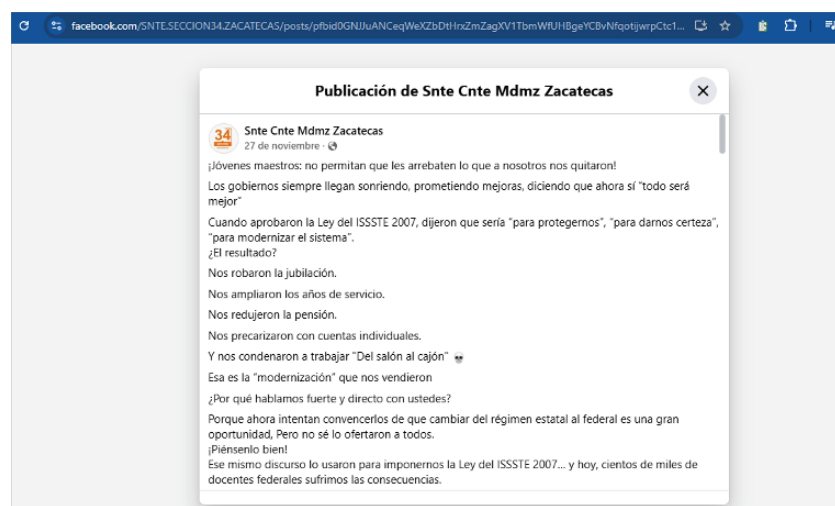 facebook.com/SNTE.SECCION34.ZACATECAS/posts/
Publicación de Snte Cnte Mdmz Zacatecas
34
Snte Cnte Mdmz Zacatecas
27 de noviembre ·
¡Jóvenes maestros: no permitan que les arrebaten lo que a nosotros nos quitaron!
Los gobiernos siempre llegan sonriendo, prometiendo mejoras, diciendo que ahora sí "todo será
mejor"
Cuando aprobaron la Ley del ISSSTE 2007, dijeron que sería "para protegernos", "para darnos certeza",
"para modernizar el sistema".
¿El resultado?
Nos robaron la jubilación.
Nos ampliaron los años de servicio.
Nos redujeron la pensión.
Nos precarizaron con cuentas individuales.
Y nos condenaron a trabajar "Del salón al cajón" 💀
Esa es la "modernización" que nos vendieron
¿Por qué hablamos fuerte y directo con ustedes?
Porque ahora intentan convencerlos de que cambiar del régimen estatal al federal es una gran
oportunidad, Pero no sé lo ofertaron a todos.
¡Piénsenlo bien!
Ese mismo discurso lo usaron para imponernos la Ley del ISSSTE 2007... y hoy, cientos de miles de
docentes federales sufrimos las consecuencias.